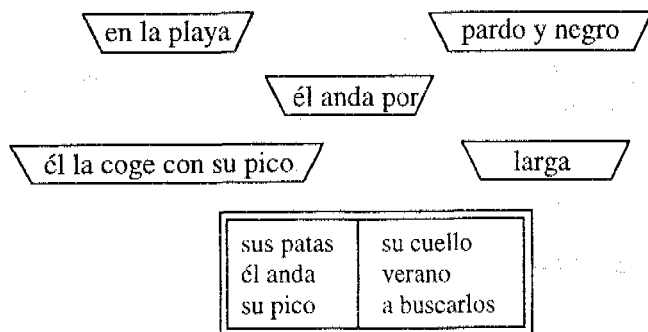 en la playa
pardo y negro
él anda por
él la coge con su pico
larga
sus patas
él anda
su pico
su cuello
verano
a buscarlos